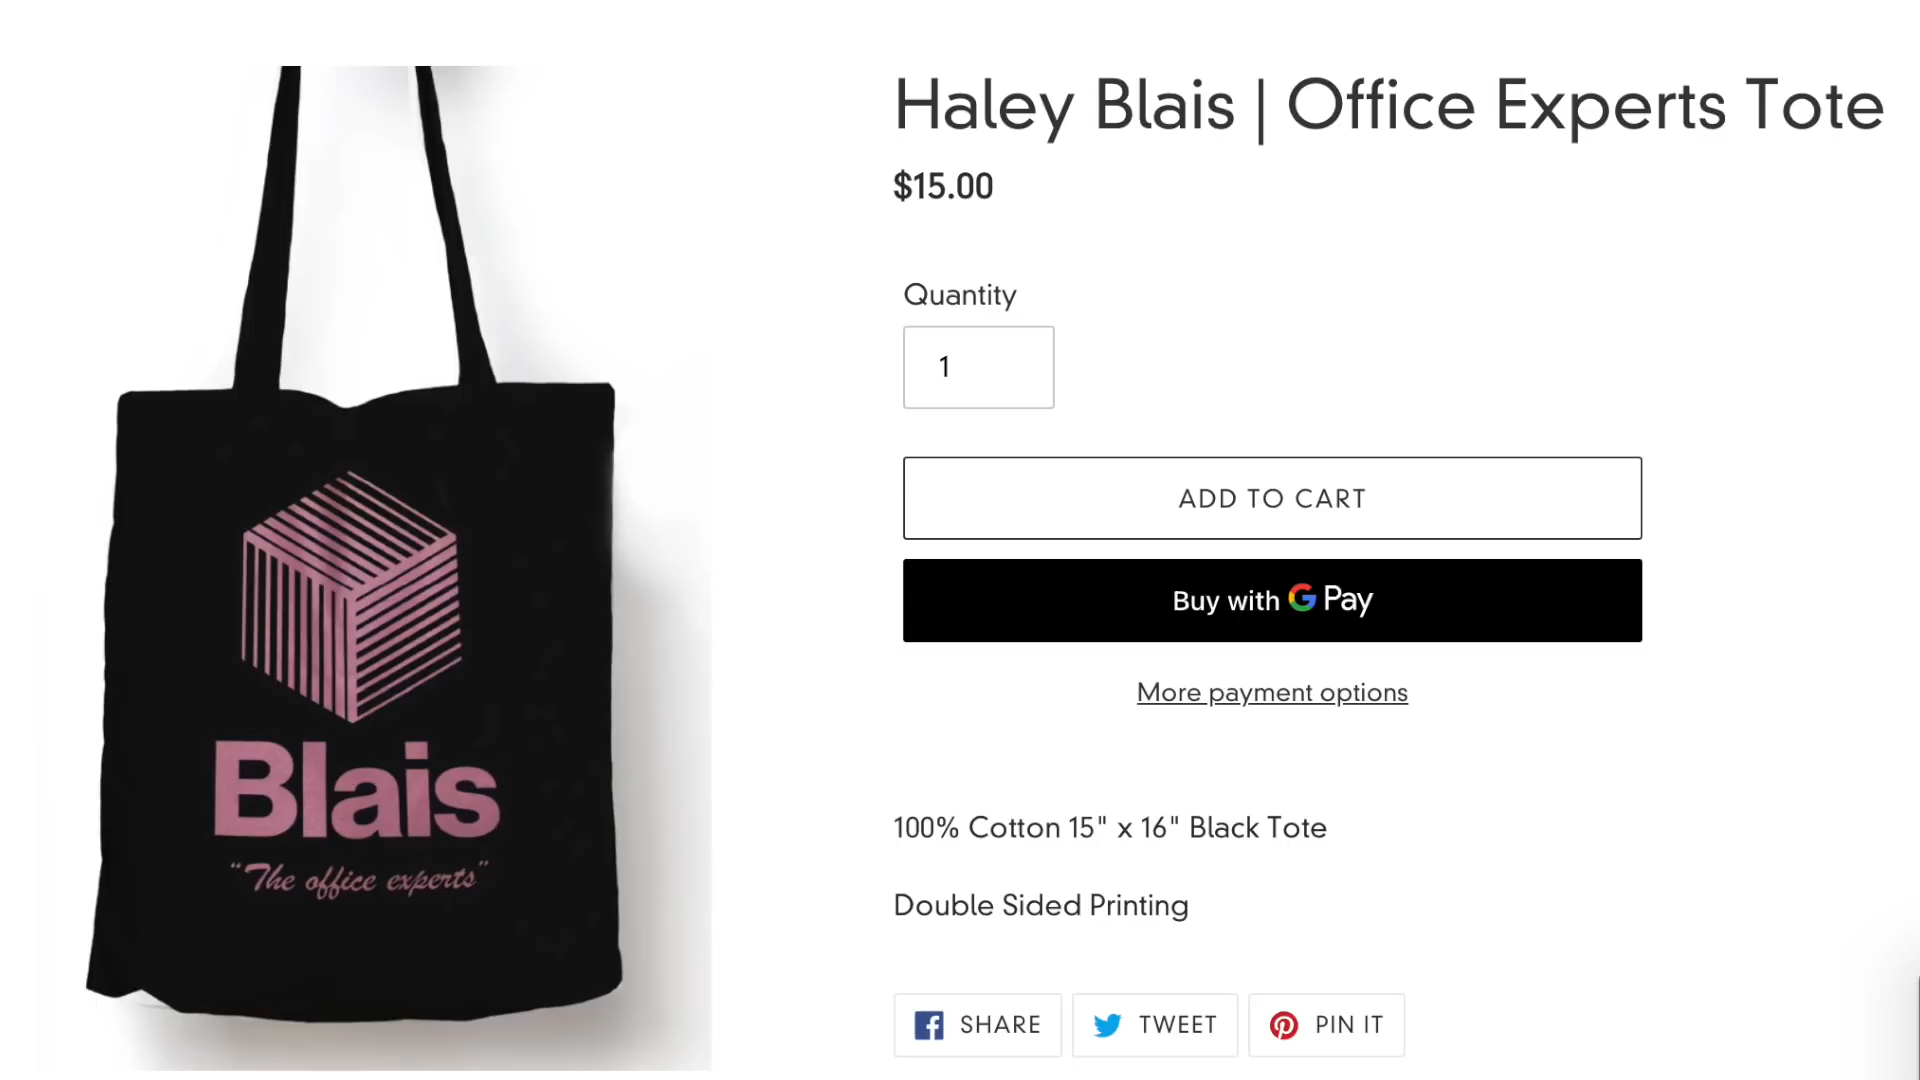 Haley Blais | Office Experts Tote
$15.00
Quantity
1
ADD TO CART
Buy with G Pay
More payment options
100% Cotton 15" x 16" Black Tote
Double Sided Printing
SHARE
TWEET
PIN IT
Blais
"The office experts"